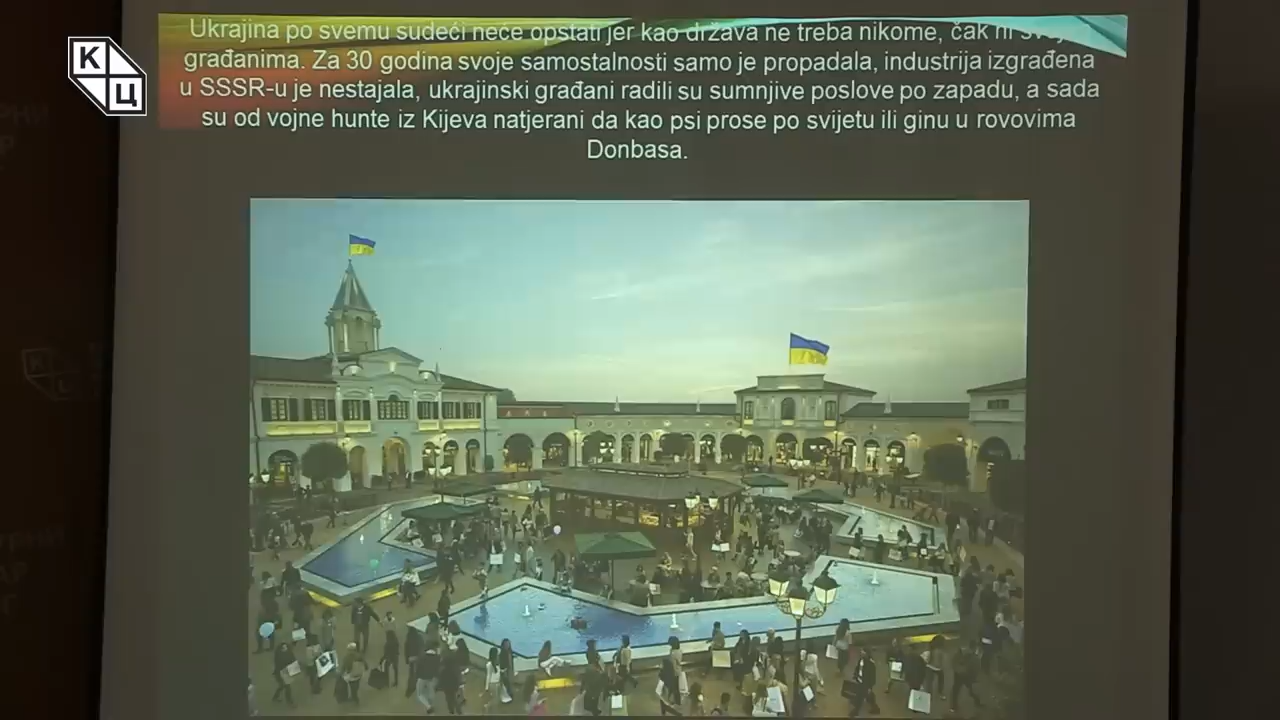 Ukrajina po svemu sudeći neće opstati jer kao država ne treba nikome, čak ni
građanima. Za 30 godina svoje samostalnosti samo je propadala, industrija izgrađena
u SSSR-u je nestajala, ukrajinski građani radili su sumnjive poslove po zapadu, a sada
su od vojne hunte iz Kijeva natjerani da kao psi prose po svijetu ili ginu u rovovima
Donbasa.
К
Ц